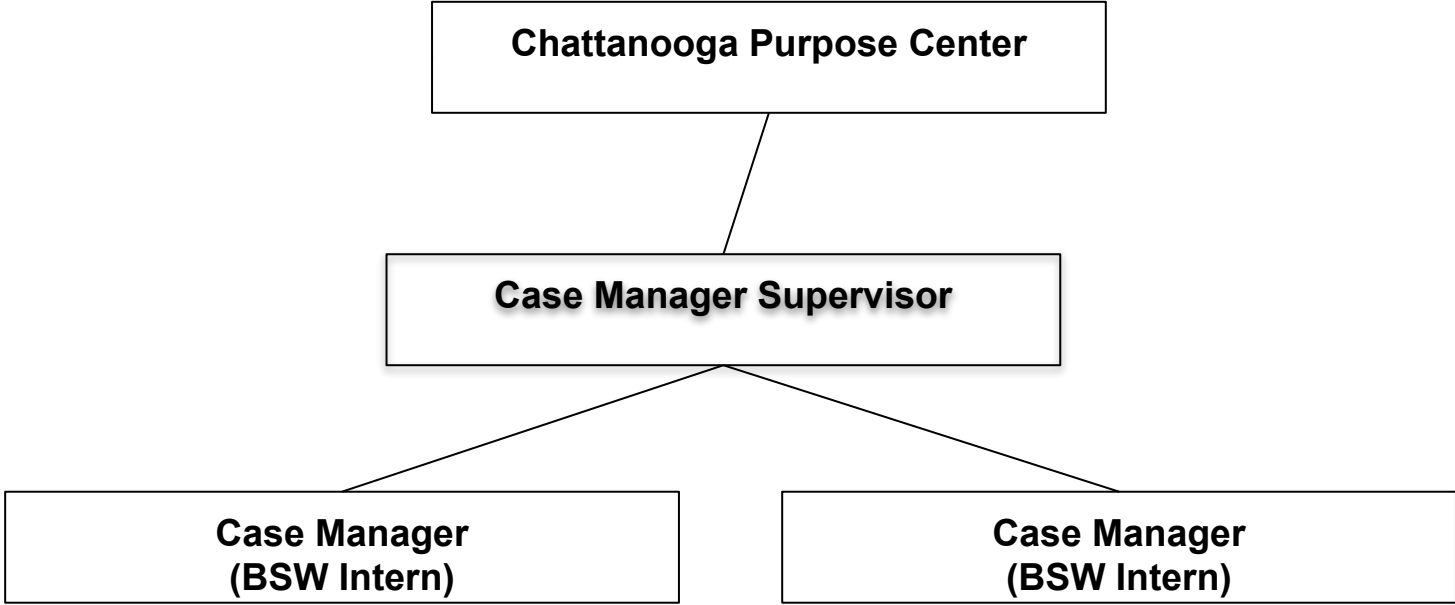 Chattanooga Purpose Center
Case Manager Supervisor
Case Manager
(BSW Intern)
Case Manager
(BSW Intern)